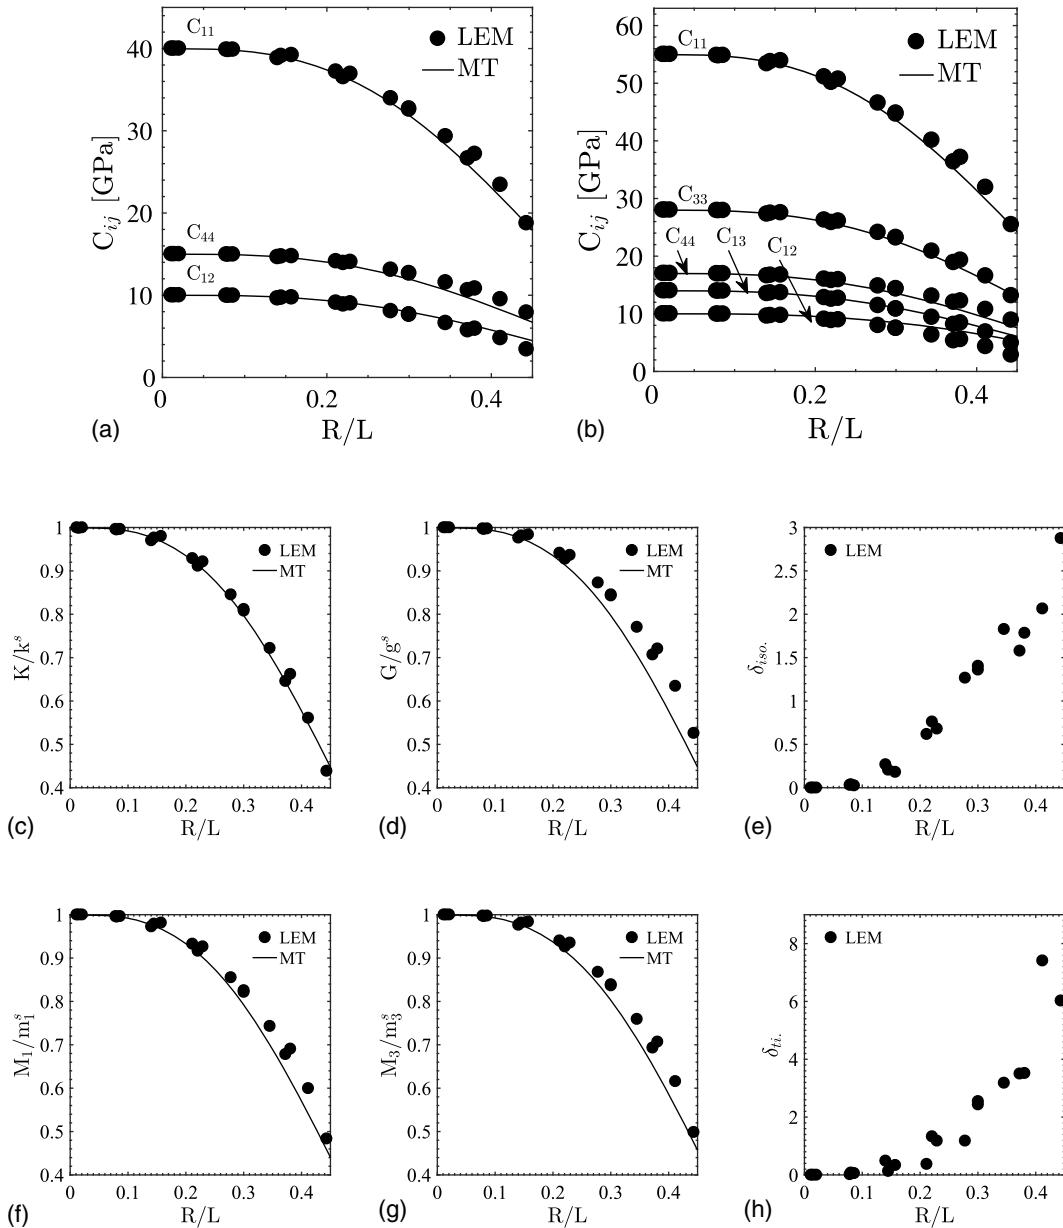 C11
LEM
MT
C44
C12
Cij [GPa]
40
30
20
10
0
0
0.2
0.4
R/L
(a)
C11
LEM
MT
C33
C44
C13
C12
Cij [GPa]
60
50
40
30
20
10
0
0
0.2
0.4
R/L
(b)
LEM
MT
K/k^s
1
0.9
0.8
0.7
0.6
0.5
0.4
0
0.1
0.2
0.3
0.4
R/L
(c)
LEM
MT
G/g^s
1
0.9
0.8
0.7
0.6
0.5
0.4
0
0.1
0.2
0.3
0.4
R/L
(d)
LEM
δiso.
3
2.5
2
1.5
1
0.5
0
0
0.1
0.2
0.3
0.4
R/L
(e)
LEM
MT
M1/m1^s
1
0.9
0.8
0.7
0.6
0.5
0.4
0
0.1
0.2
0.3
0.4
R/L
(f)
LEM
MT
M3/m3^s
1
0.9
0.8
0.7
0.6
0.5
0.4
0
0.1
0.2
0.3
0.4
R/L
(g)
LEM
δti.
8
6
4
2
0
0
0.1
0.2
0.3
0.4
R/L
(h)